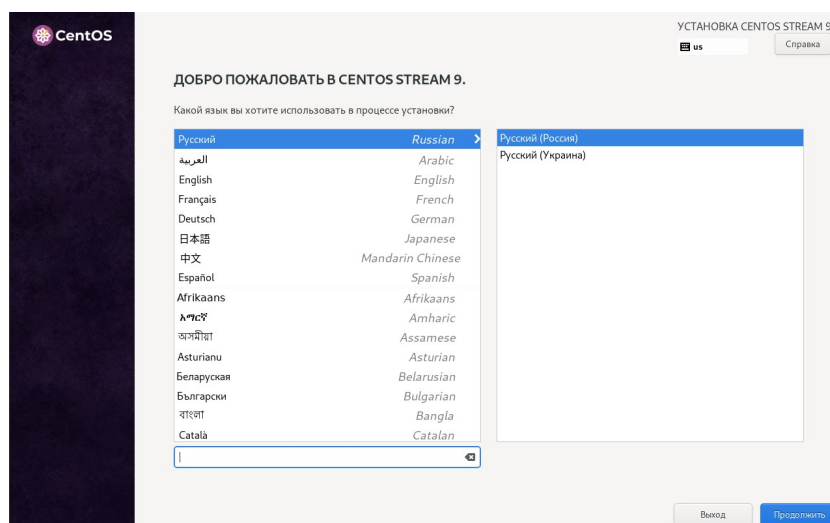 CentOS
УСТАНОВКА CENTOS STREAM 9
us
Справка
ДОБРО ПОЖАЛОВАТЬ В CENTOS STREAM 9.
Какой язык вы хотите использовать в процессе установки?
Русский Russian
العربية Arabic
English English
Français French
Deutsch German
日本語 Japanese
中文 Mandarin Chinese
Español Spanish
Afrikaans Afrikaans
አማርኛ Amharic
অসমীয়া Assamese
Asturianu Asturian
Беларуская Belarusian
Български Bulgarian
বাংলা Bangla
Català Catalan
Русский (Россия)
Русский (Украина)
Выход
Продолжить